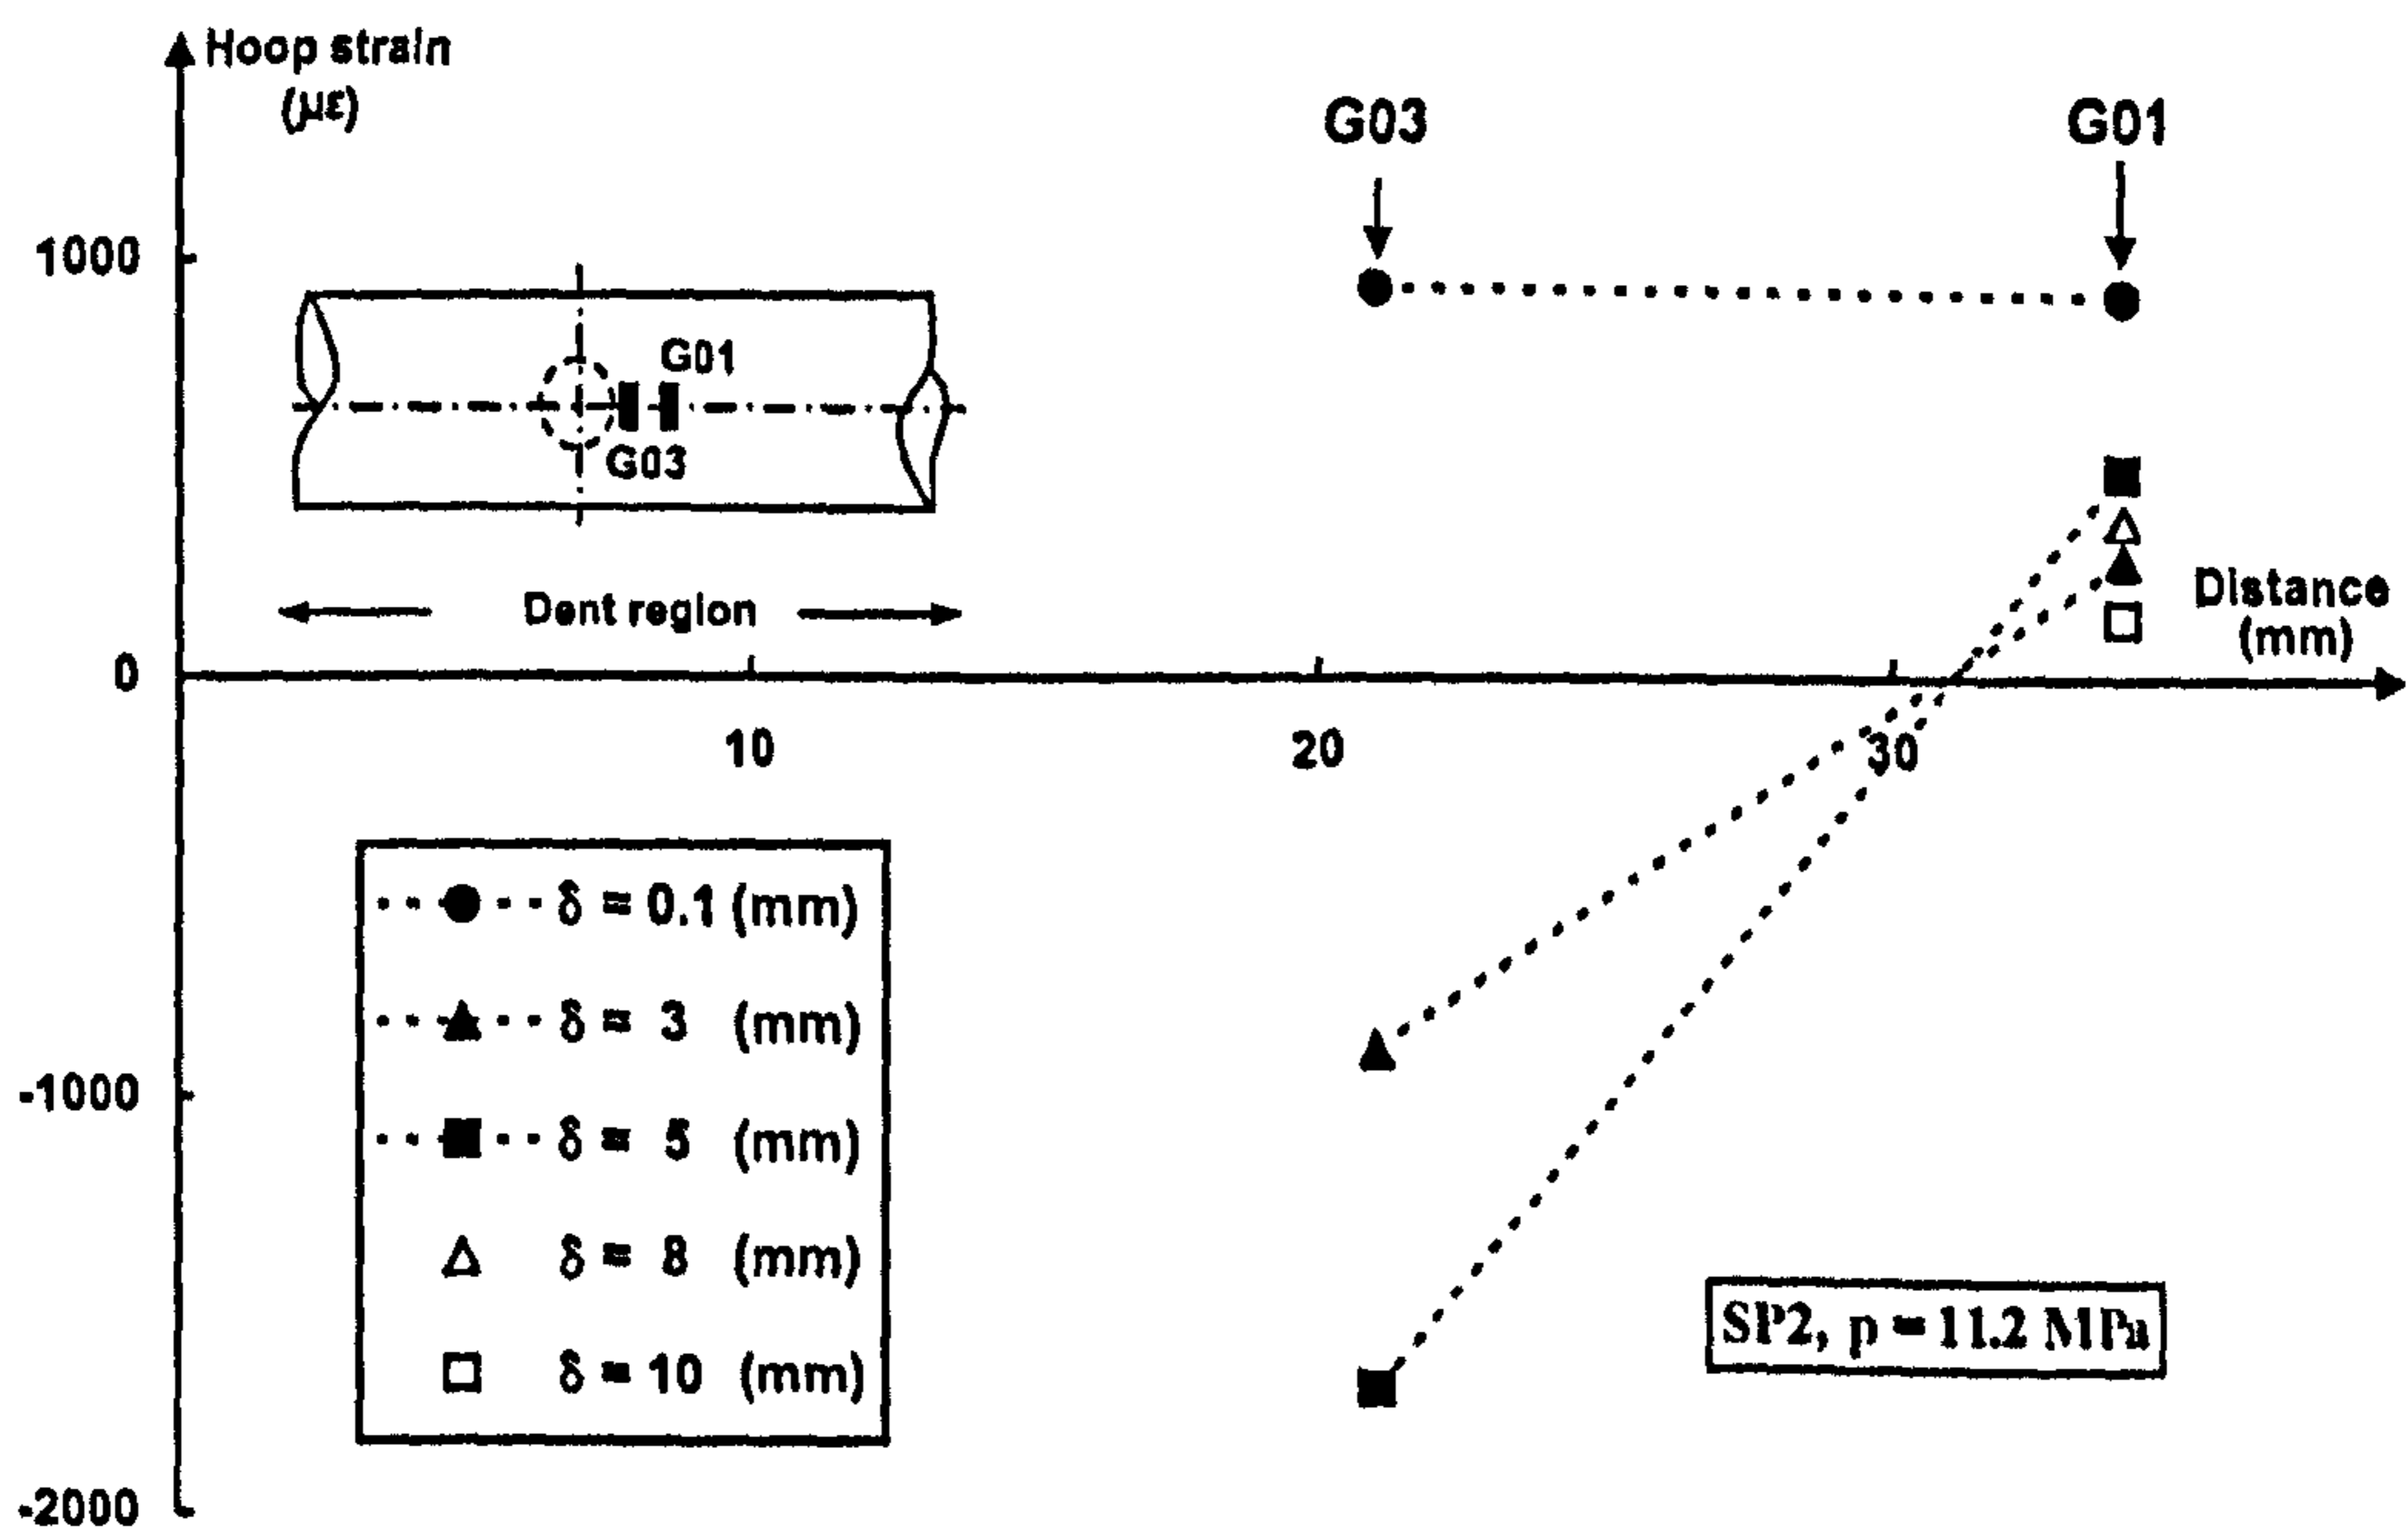 Hoop strain
(µε)
G03
G01
1000
G01
G03
Dent region
Distance
(mm)
0
10
20
30
δ = 0.1 (mm)
δ = 3 (mm)
-1000
δ = 5 (mm)
δ = 8 (mm)
δ = 10 (mm)
SP2, p = 11.2 MPa
-2000